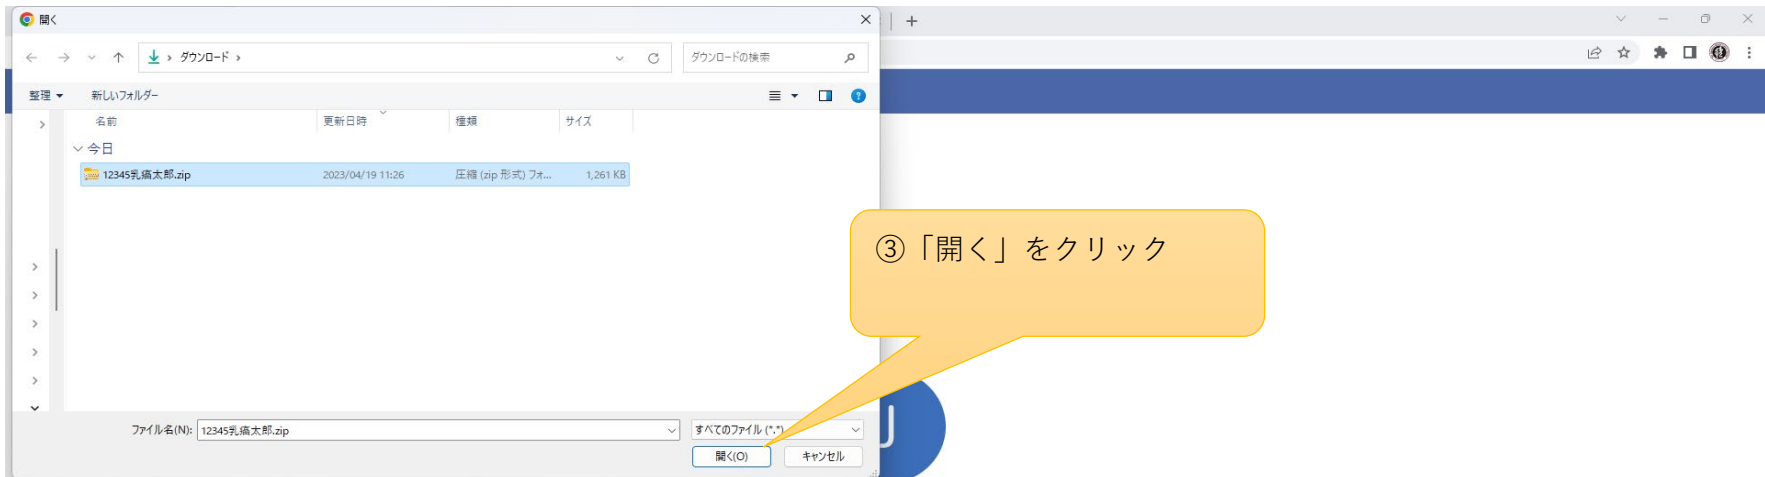 開く
ダウンロード
ダウンロードの検索
整理
新しいフォルダー
名前 更新日時 種類 サイズ
今日
12345乳癌太郎.zip 2023/04/19 11:26 圧縮 (zip 形式) フォ... 1,261 KB
③「開く」をクリック
ファイル名(N): 12345乳癌太郎.zip すべてのファイル (*.*)
開く(O) キャンセル